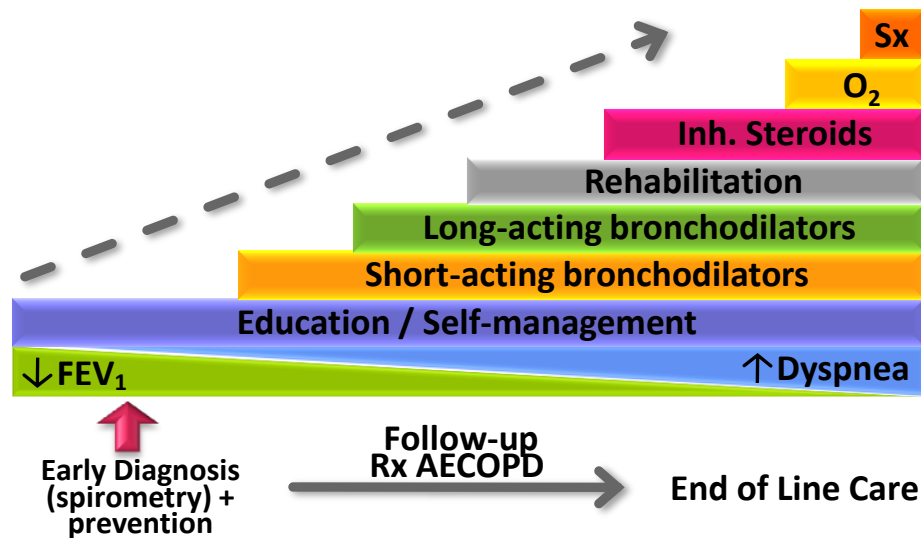 Sx
O₂
Inh. Steroids
Rehabilitation
Long-acting bronchodilators
Short-acting bronchodilators
Education / Self-management
↓ FEV₁
↑ Dyspnea
Early Diagnosis
(spirometry) +
prevention
Follow-up
Rx AECOPD
End of Line Care